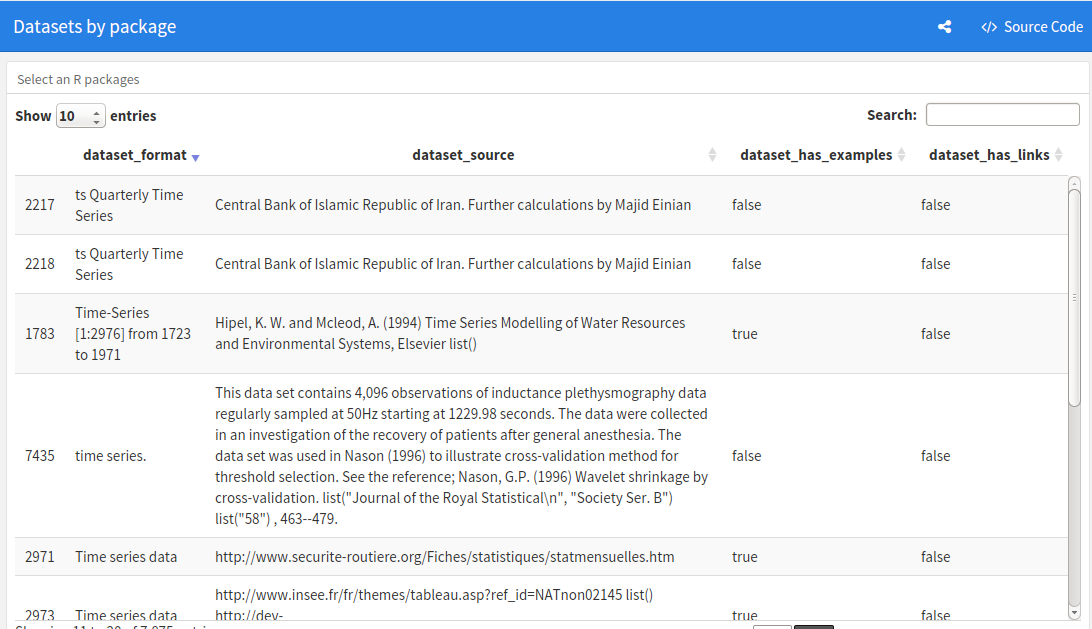 Datasets by package
</> Source Code
Select an R packages
Show 10 entries
Search:
dataset_format dataset_source dataset_has_examples dataset_has_links
2217 ts Quarterly Time Series Central Bank of Islamic Republic of Iran. Further calculations by Majid Einian false false
2218 ts Quarterly Time Series Central Bank of Islamic Republic of Iran. Further calculations by Majid Einian false false
1783 Time-Series [1:2976] from 1723 to 1971 Hipel, K. W. and Mcleod, A. (1994) Time Series Modelling of Water Resources
and Environmental Systems, Elsevier list() true false
7435 time series. This data set contains 4,096 observations of inductance plethysmography data
regularly sampled at 50Hz starting at 1229.98 seconds. The data were collected
in an investigation of the recovery of patients after general anesthesia. The
data set was used in Nason (1996) to illustrate cross-validation method for
threshold selection. See the reference; Nason, G.P. (1996) Wavelet shrinkage by
cross-validation. list("Journal of the Royal Statistical\n", "Society Ser. B")
list("58") , 463--479. false false
2971 Time series data http://www.securite-routiere.org/Fiches/statistiques/statmensuelles.htm true false
2973 Time series data http://www.insee.fr/fr/themes/tableau.asp?ref_id=NATnon02145 list()
http://dev- true false